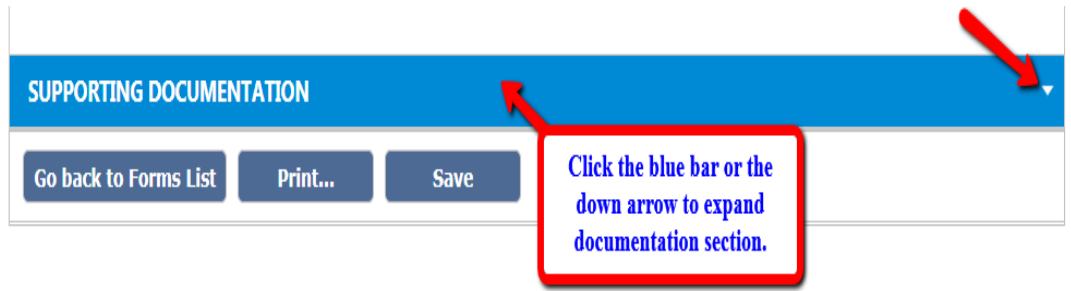 SUPPORTING DOCUMENTATION
Go back to Forms List
Print...
Save
Click the blue bar or the
down arrow to expand
documentation section.